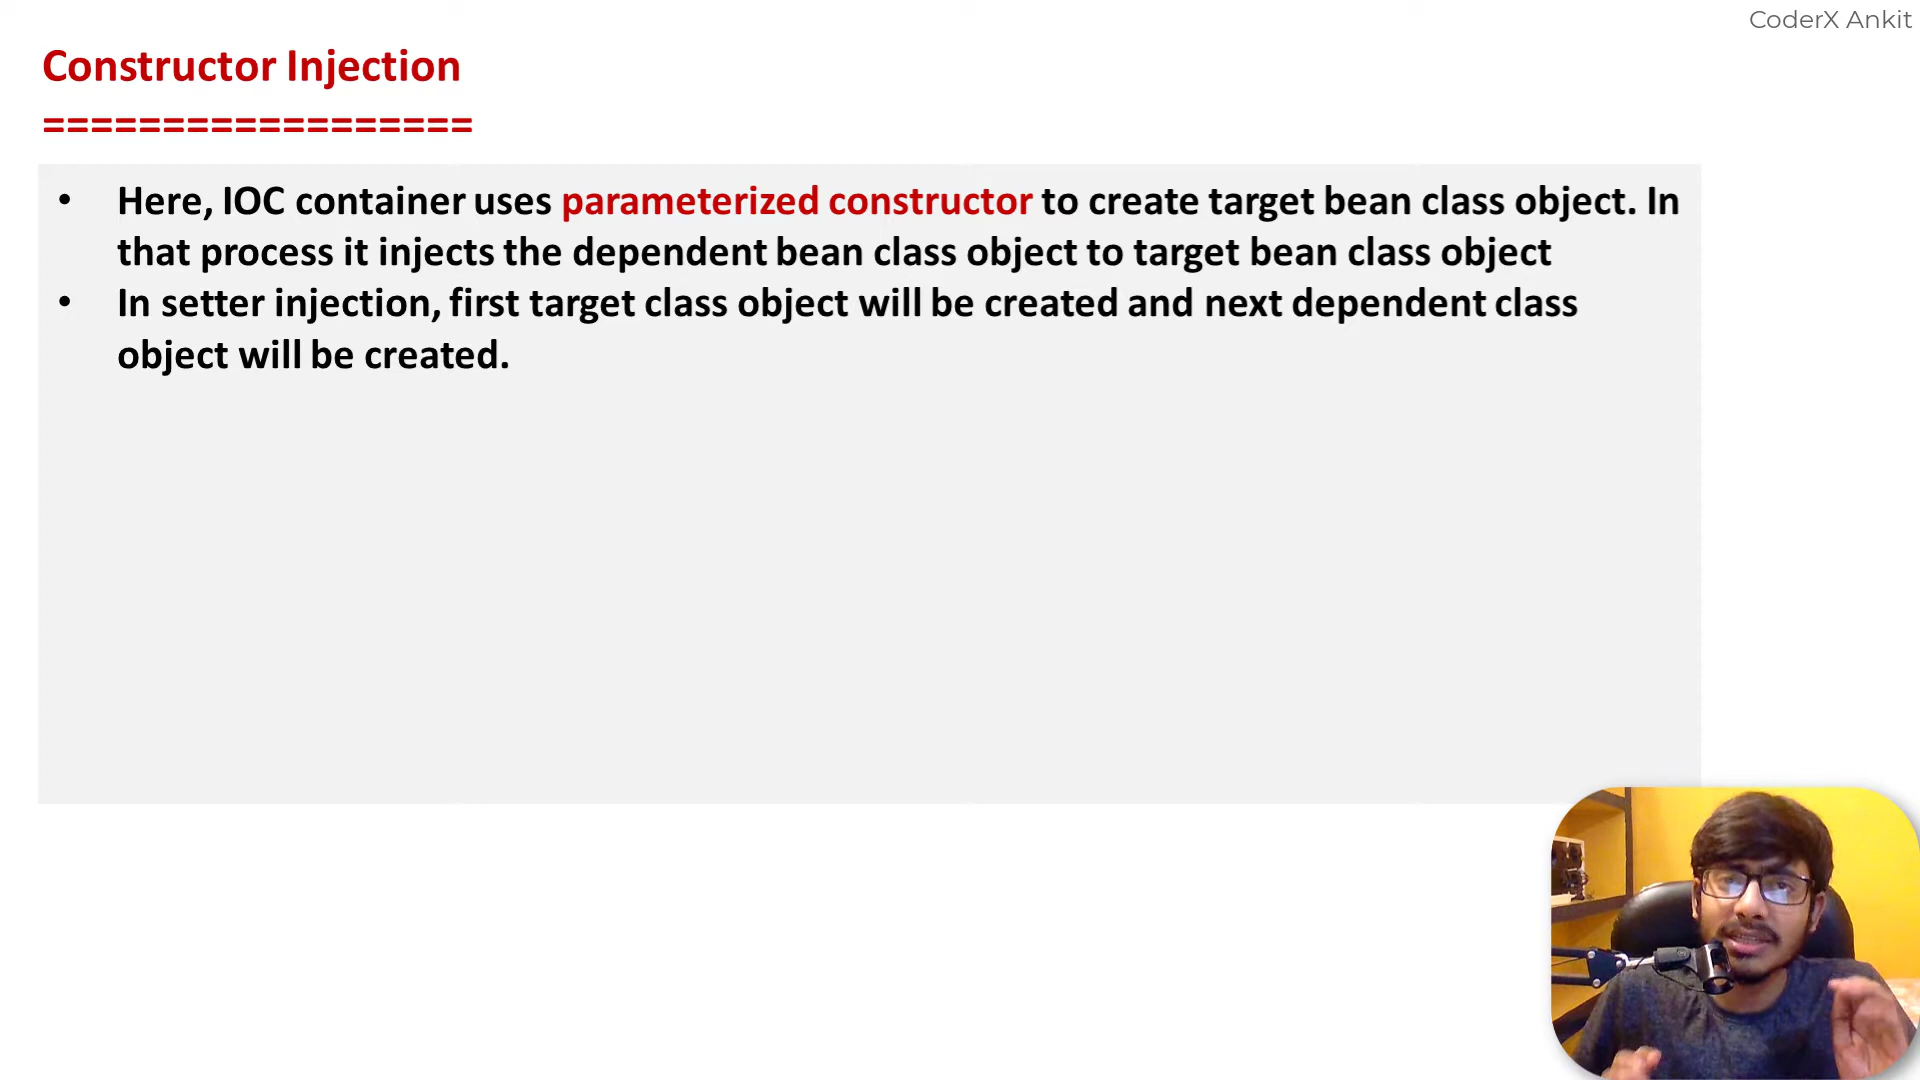 CoderX Ankit
Constructor Injection
==================
• Here, IOC container uses parameterized constructor to create target bean class object. In
that process it injects the dependent bean class object to target bean class object
• In setter injection, first target class object will be created and next dependent class
object will be created.